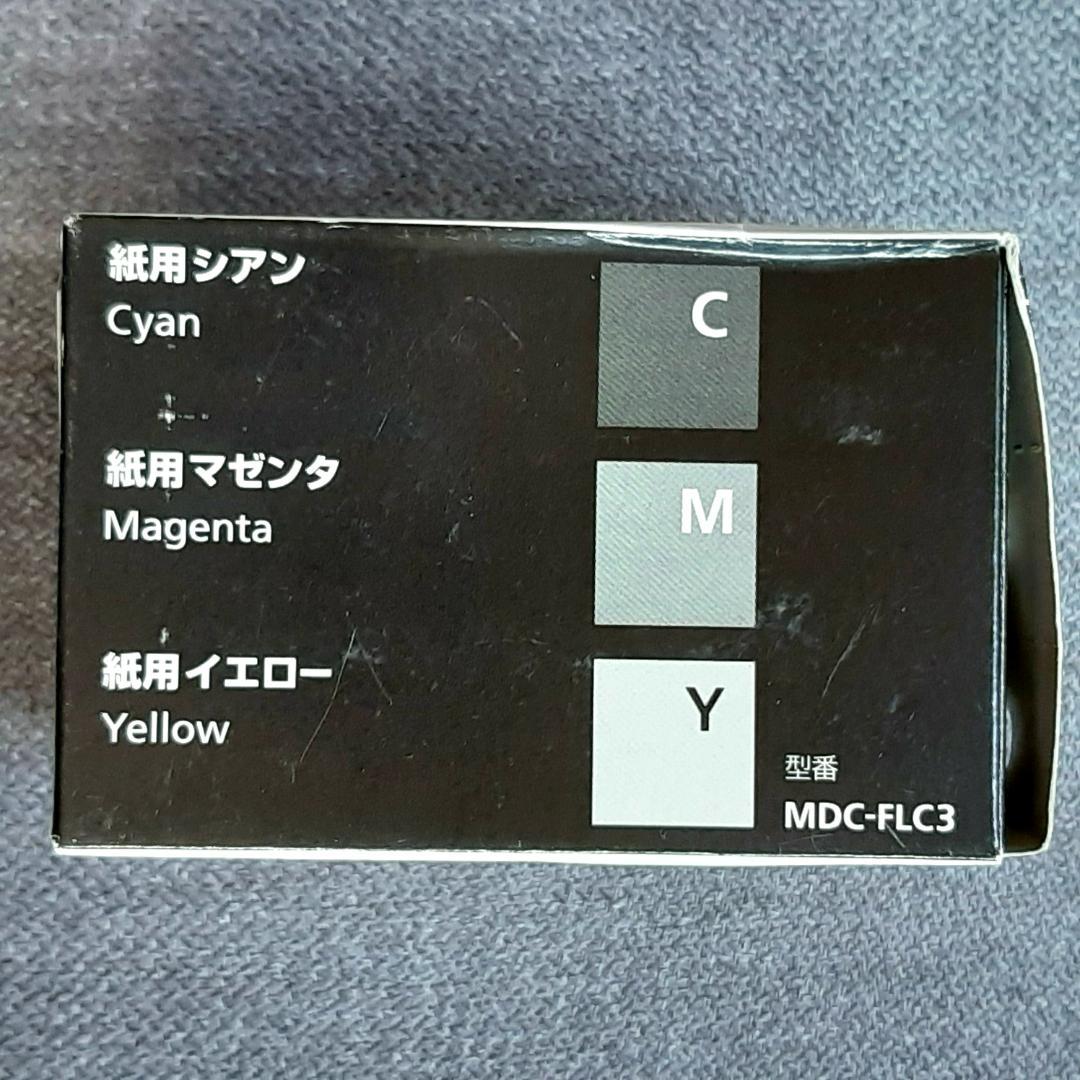 紙用シアン
Cyan
C
紙用マゼンタ
Magenta
M
紙用イエロー
Yellow
Y
型番
MDC-FLC3